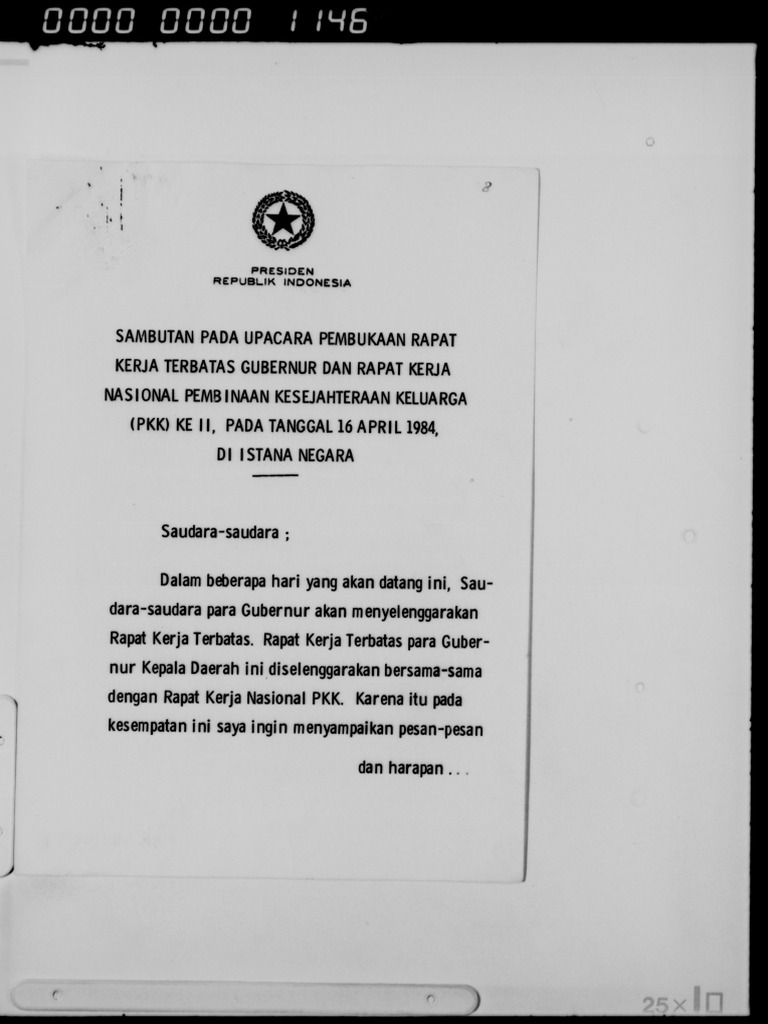 0000 0000 1146
8
PRESIDEN
REPUBLIK INDONESIA
SAMBUTAN PADA UPACARA PEMBUKAAN RAPAT
KERJA TERBATAS GUBERNUR DAN RAPAT KERJA
NASIONAL PEMBINAAN KESEJAHTERAAN KELUARGA
(PKK) KE II, PADA TANGGAL 16 APRIL 1984,
DI ISTANA NEGARA
Saudara-saudara ;
Dalam beberapa hari yang akan datang ini, Sau-
dara-saudara para Gubernur akan menyelenggarakan
Rapat Kerja Terbatas. Rapat Kerja Terbatas para Guber-
nur Kepala Daerah ini diselenggarakan bersama-sama
dengan Rapat Kerja Nasional PKK. Karena itu pada
kesempatan ini saya ingin menyampaikan pesan-pesan
dan harapan ...
25×